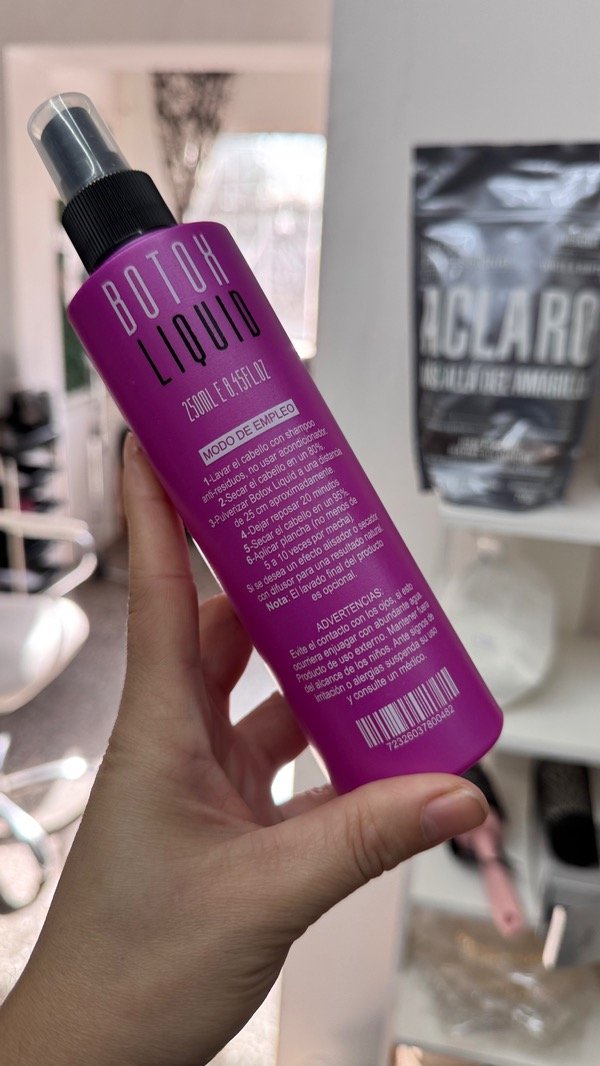 BOTOX
LIQUID
250ML E 8.45FL.OZ
MODO DE EMPLEO
1-Lavar el cabello con shampoo
anti-residuos, no usar acondicionador.
2-Secar el cabello en un 80%
3-Pulverizar Botox Liquid a una distancia
de 25 cm aproximadamente
4-Dejar reposar 20 minutos
5-Secar el cabello en un 95%
6-Aplicar plancha (no menos de
5 a 10 veces por mecha)
Si se desea un efecto alisador o secador
con difusor para una resultado natural.
Nota: El lavado final del producto
es opcional.
ADVERTENCIAS:
Evite el contacto con los ojos, si esto
ocurriera enjuagar con abundante agua.
Producto de uso externo. Mantener fuera
del alcance de los niños. Ante signos de
irritación o alergias suspenda su uso
y consulte un médico.
72326037800482
ACLARO
MAS ALLA DEL AMARILLO